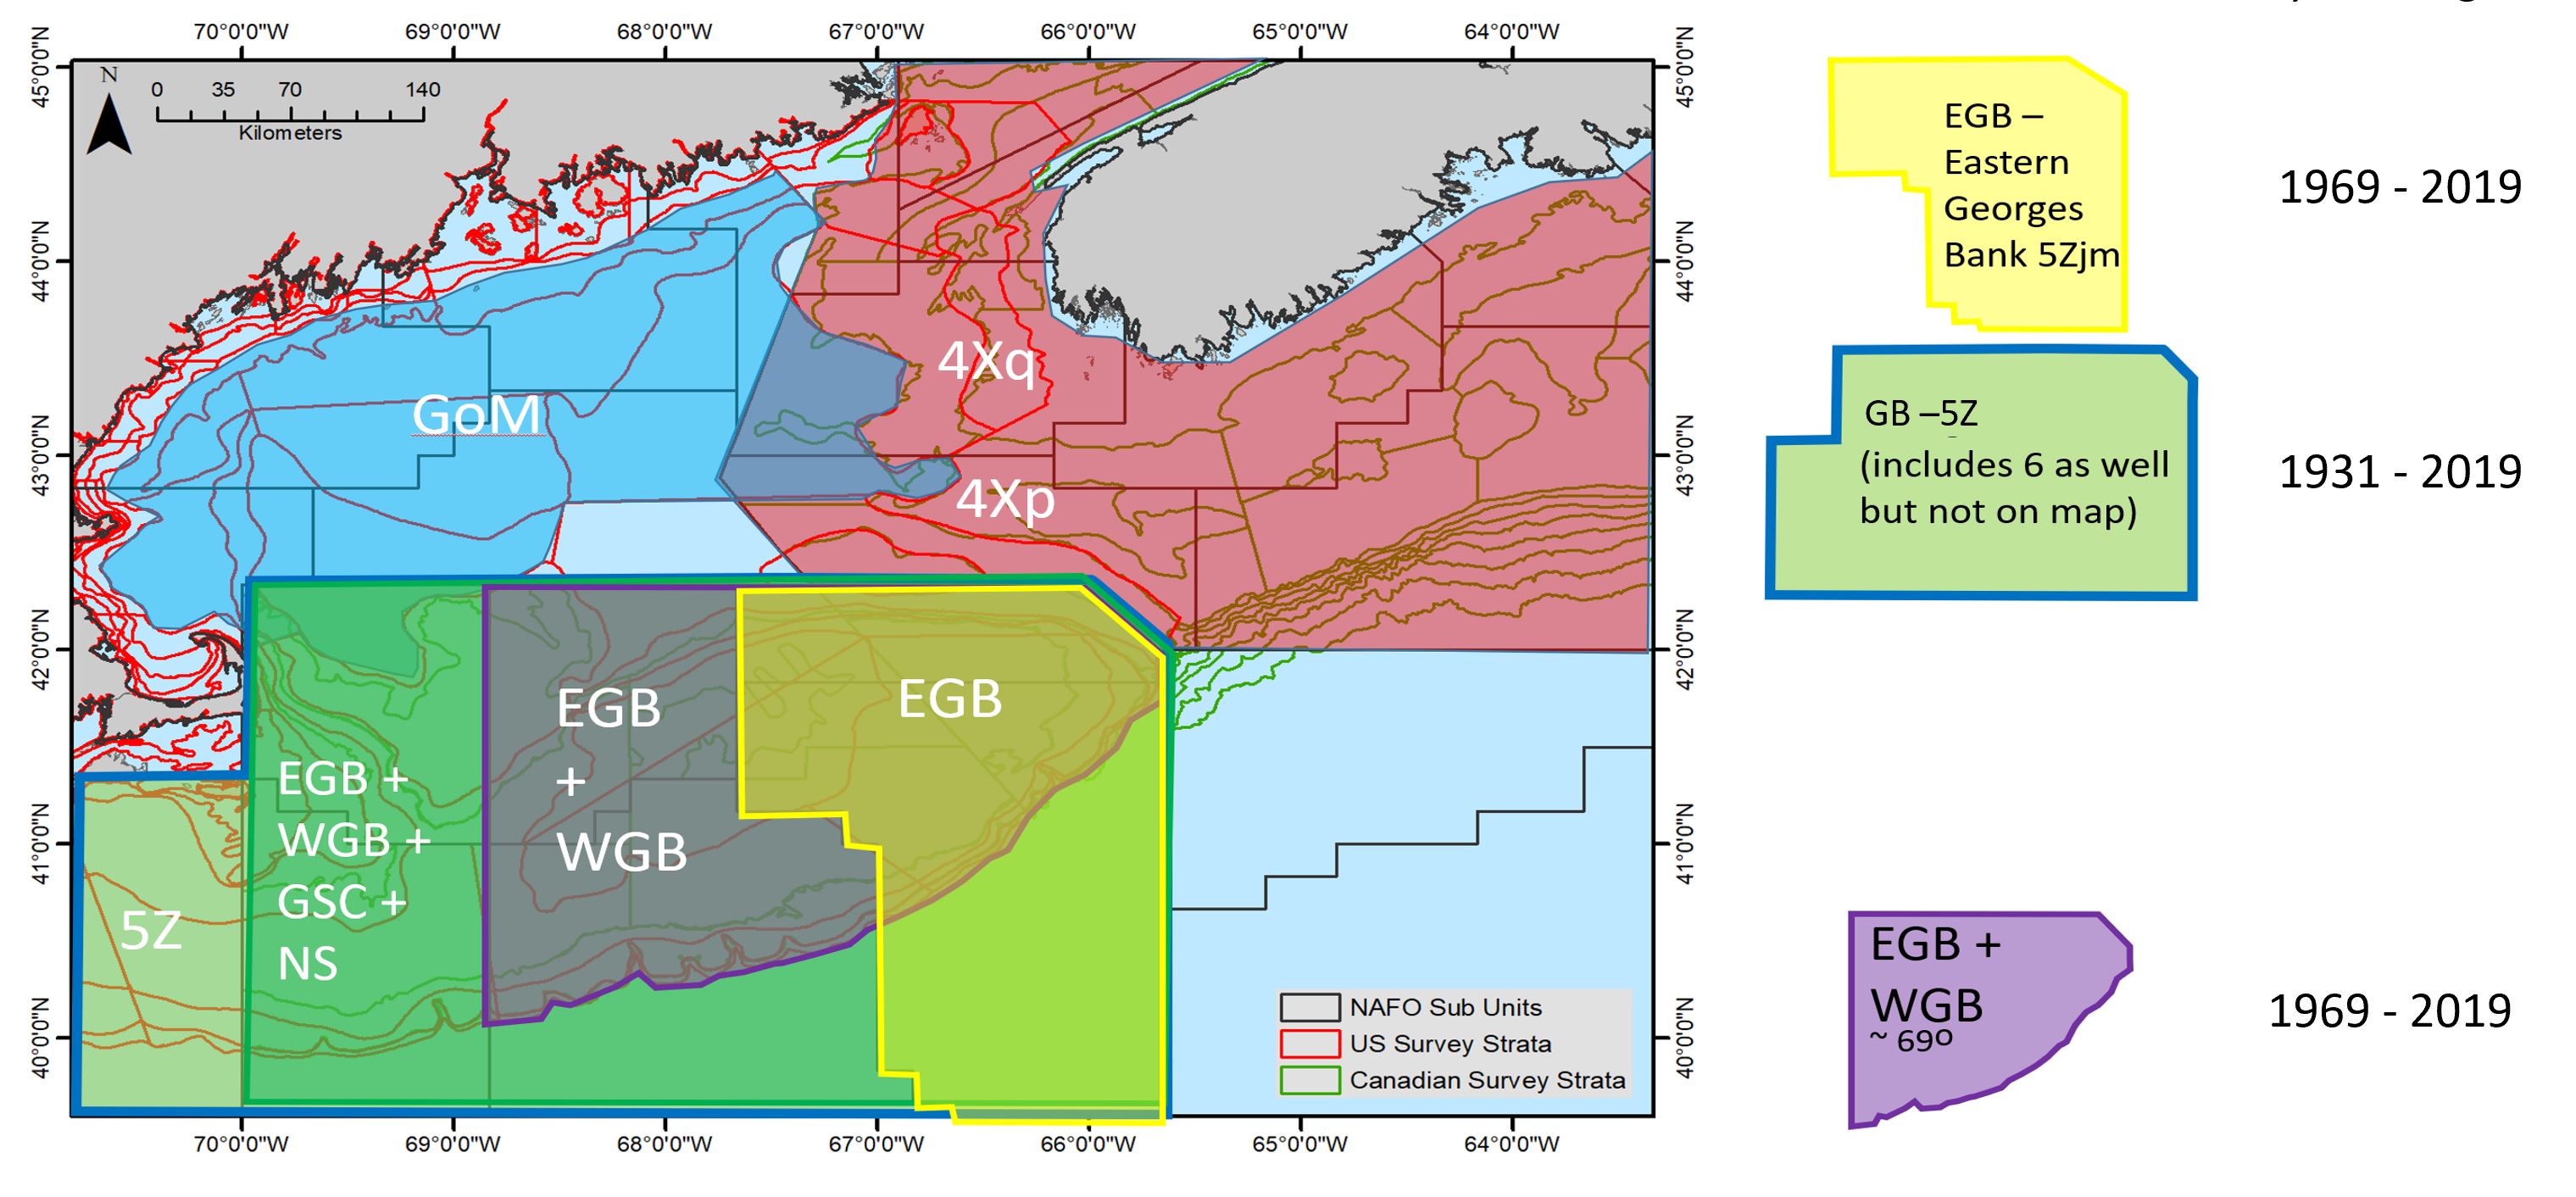 70°0'0"W 69°0'0"W 68°0'0"W 67°0'0"W 66°0'0"W 65°0'0"W 64°0'0"W
45°0'0"N
44°0'0"N
43°0'0"N
42°0'0"N
41°0'0"N
40°0'0"N
N
0 35 70 140
Kilometers
GoM
4Xq
4Xp
EGB
+
WGB
EGB
EGB +
WGB +
GSC +
NS
5Z
NAFO Sub Units
US Survey Strata
Canadian Survey Strata
45°0'0"N
44°0'0"N
43°0'0"N
42°0'0"N
41°0'0"N
40°0'0"N
70°0'0"W 69°0'0"W 68°0'0"W 67°0'0"W 66°0'0"W 65°0'0"W 64°0'0"W
EGB –
Eastern
Georges
Bank 5Zjm
1969 - 2019
GB –5Z
(includes 6 as well
but not on map)
1931 - 2019
EGB +
WGB
~ 69º
1969 - 2019